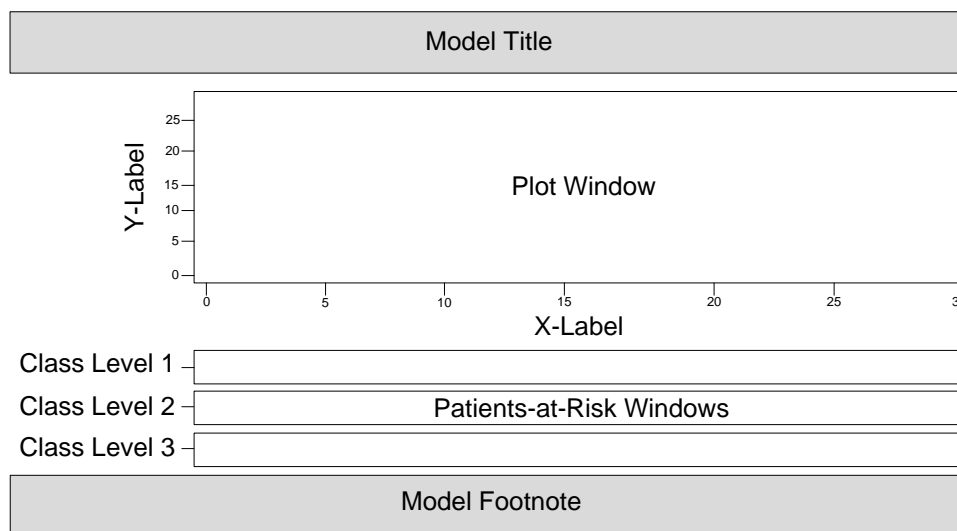 Model Title
25
20
15
10
5
0
Y-Label
Plot Window
0 5 10 15 20 25 3
X-Label
Class Level 1
Class Level 2 Patients-at-Risk Windows
Class Level 3
Model Footnote